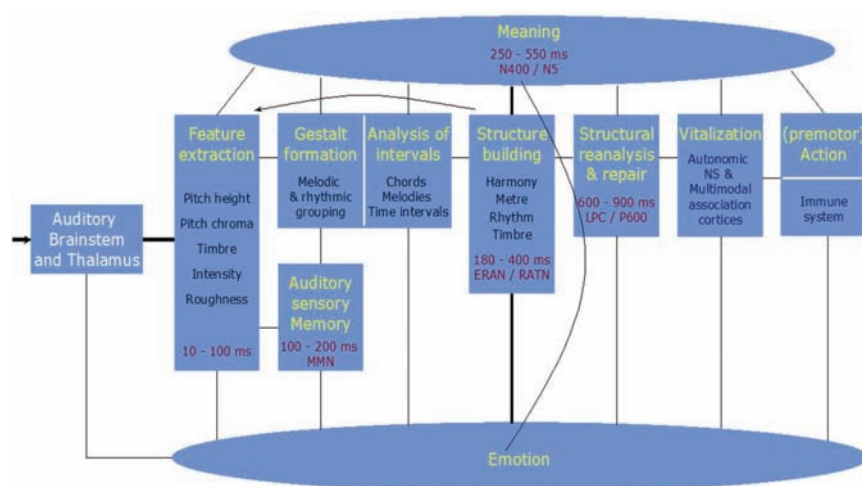 Meaning
250 - 550 ms
N400 / N5
Auditory
Brainstem
and Thalamus
Feature
extraction
Pitch height
Pitch chroma
Timbre
Intensity
Roughness
10 - 100 ms
Gestalt
formation
Melodic
& rhythmic
grouping
Auditory
sensory
Memory
100 - 200 ms
MMN
Analysis of
intervals
Chords
Melodies
Time intervals
Structure
building
Harmony
Metre
Rhythm
Timbre
180 - 400 ms
ERAN / RATN
Structural
reanalysis
& repair
600 - 900 ms
LPC / P600
Vitalization
Autonomic
NS &
Multimodal
association
cortices
(premotor)
Action
Immune
system
Emotion